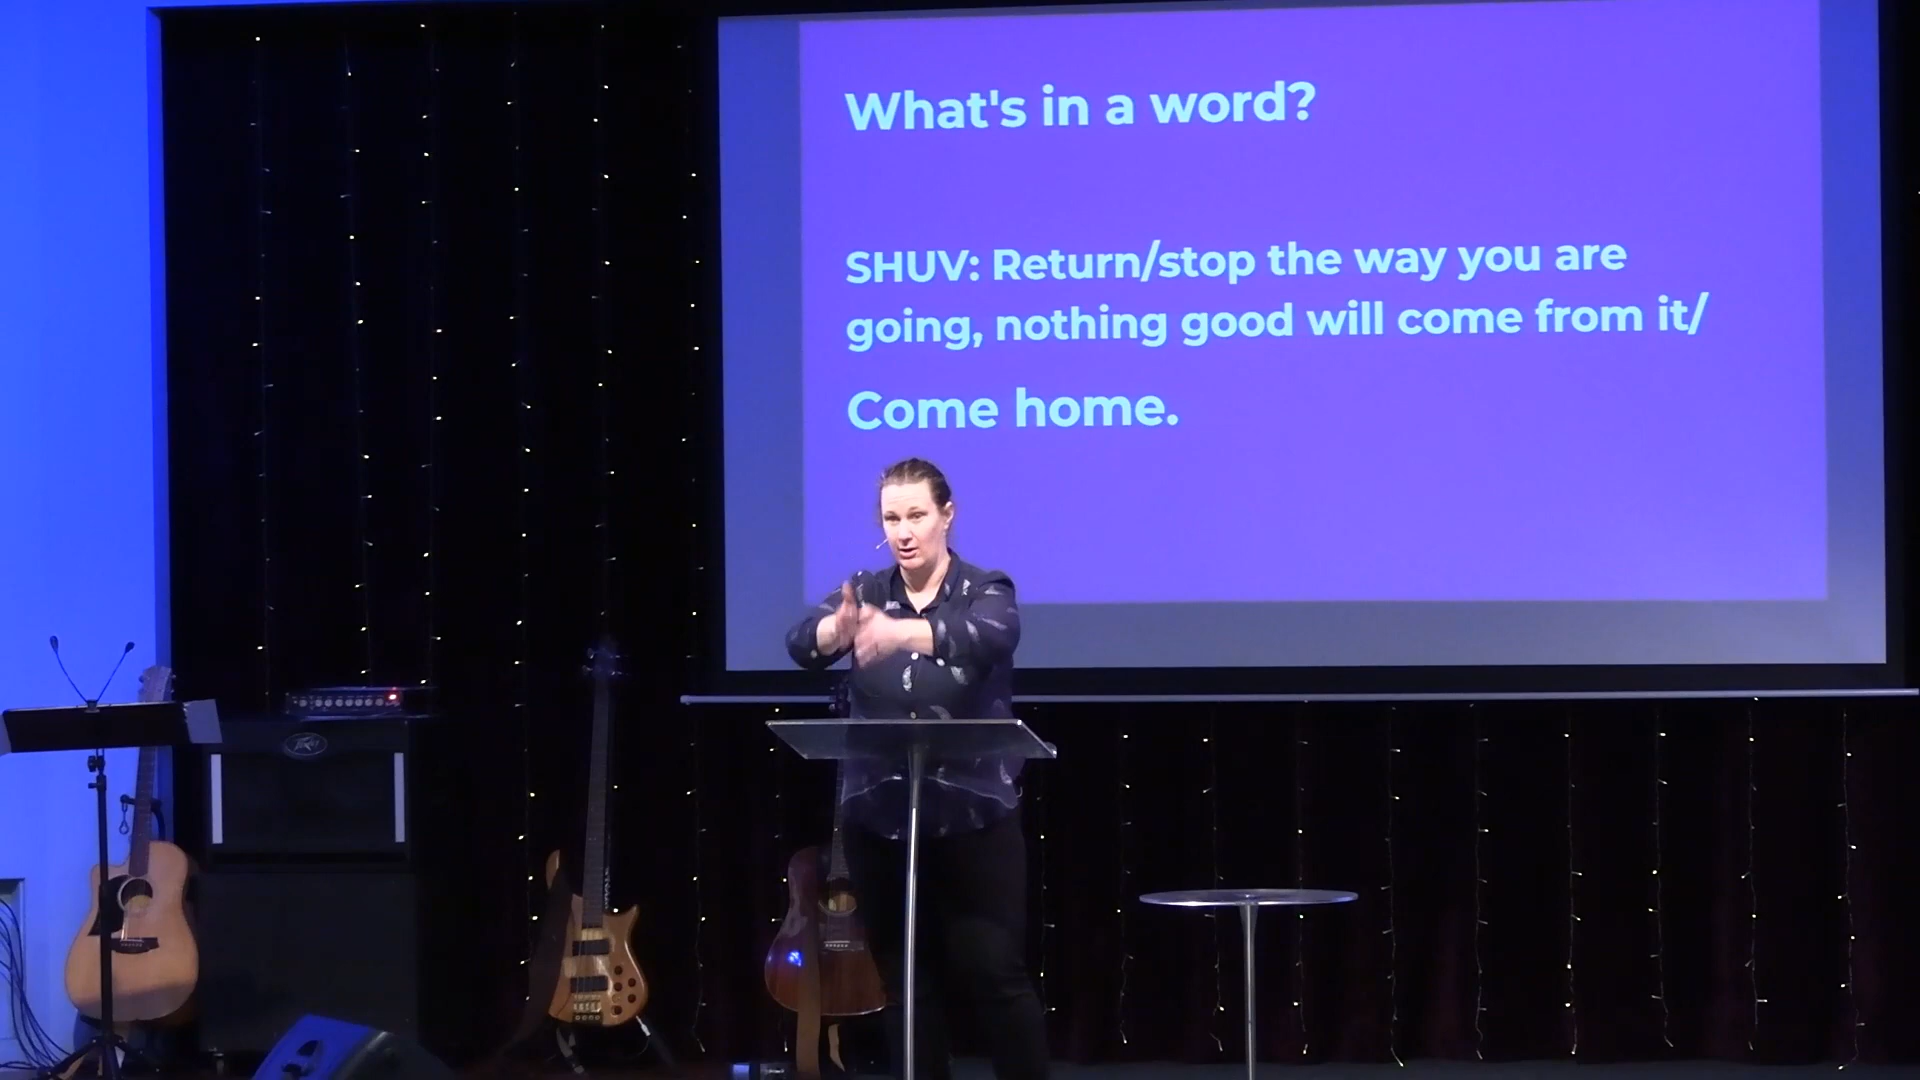 What's in a word?
SHUV: Return/stop the way you are
going, nothing good will come from it/
Come home.